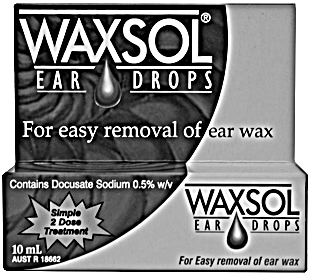 WAXSOL®
EAR DROPS
For easy removal of ear wax
Contains Docusate Sodium 0.5% w/v
Simple
2 Dose
Treatment
10 mL
AUST R 18662
WAXSOL
EAR DROPS
For Easy removal of ear wax